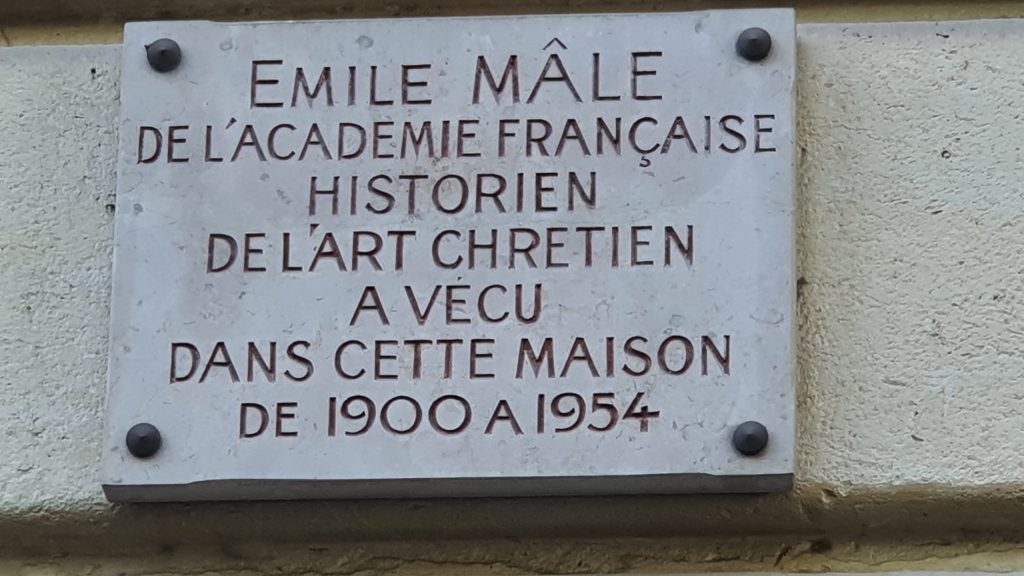 EMILE MÂLE
DE L'ACADEMIE FRANÇAISE
HISTORIEN
DE L'ART CHRETIEN
A VÉCU
DANS CETTE MAISON
DE 1900 A 1954